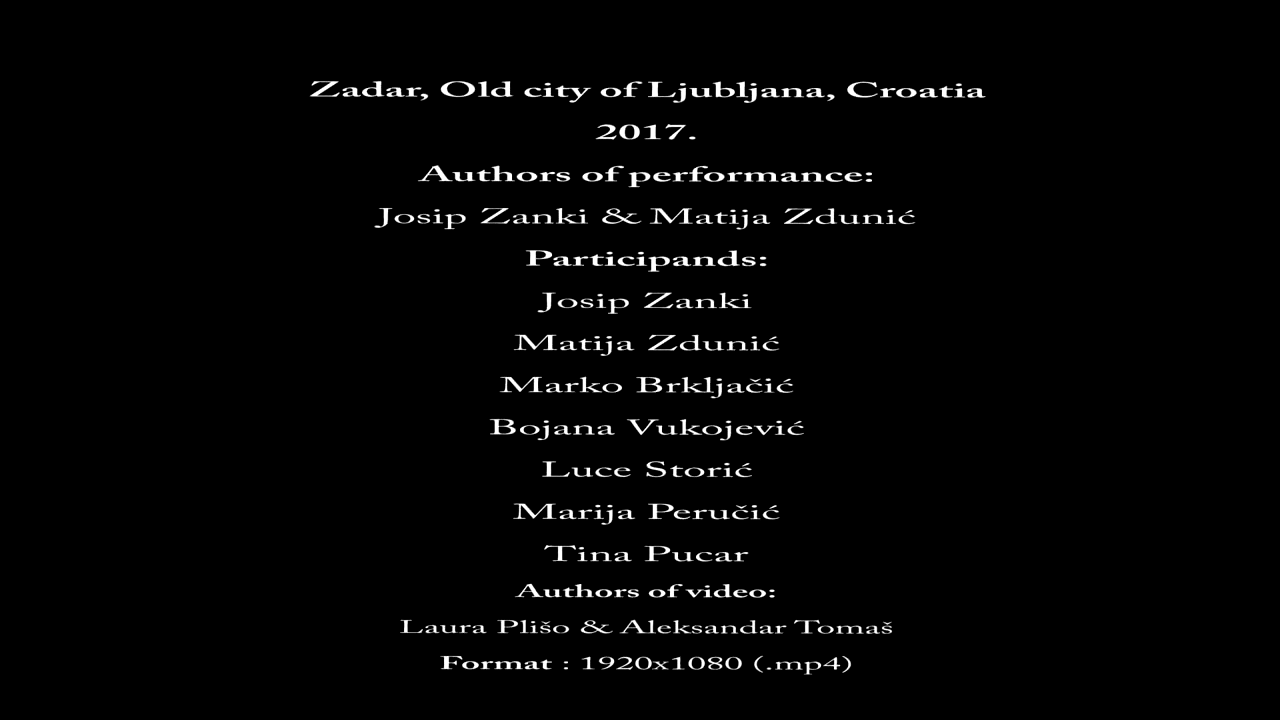 Zadar, Old city of Ljubljana, Croatia
2017.
Authors of performance:
Josip Zanki & Matija Zdunić
Participands:
Josip Zanki
Matija Zdunić
Marko Brkljačić
Bojana Vukojević
Luce Storić
Marija Peručić
Tina Pucar
Authors of video:
Laura Plišo & Aleksandar Tomaš
Format : 1920x1080 (.mp4)